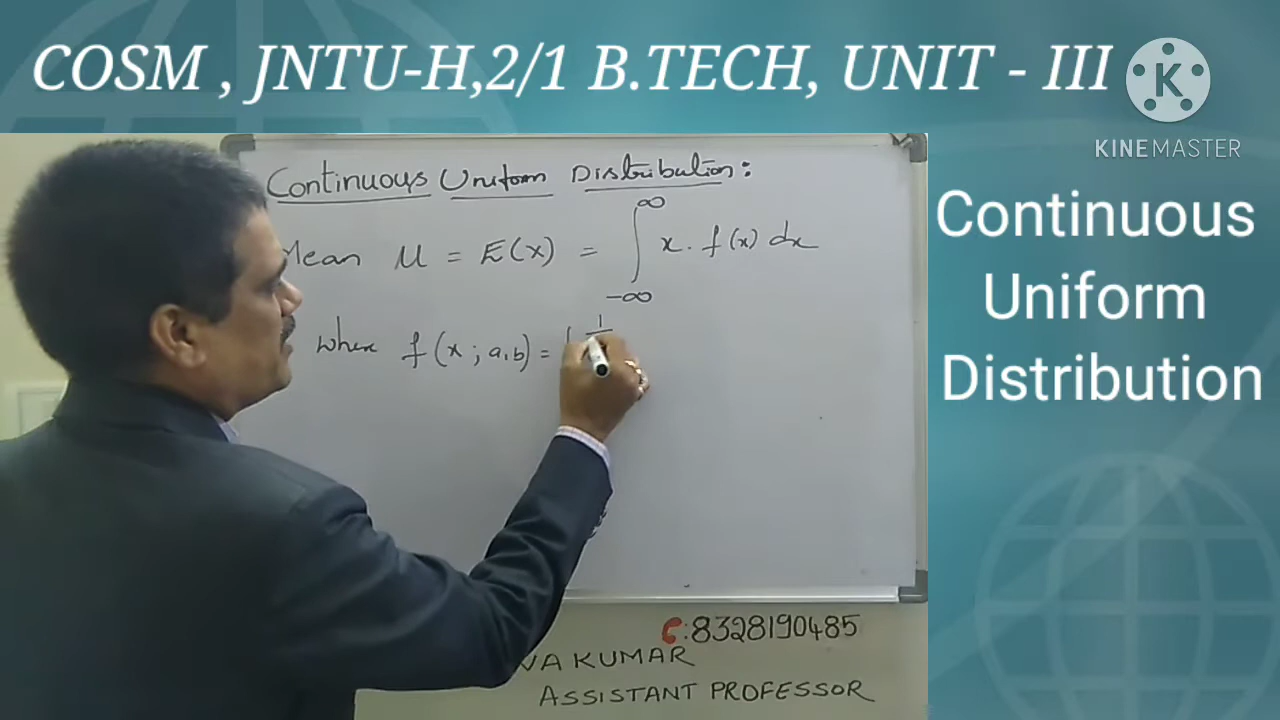 COSM , JNTU-H,2/1 B.TECH, UNIT - III
K
KINEMASTER
Continuous Uniform Distribution:
Mean μ = E(x) = ∫ ∞ -∞ x. f(x) dx
where f(x; a,b) = { 1
Continuous
Uniform
Distribution
:8328190485
KUMAR
ASSISTANT PROFESSOR